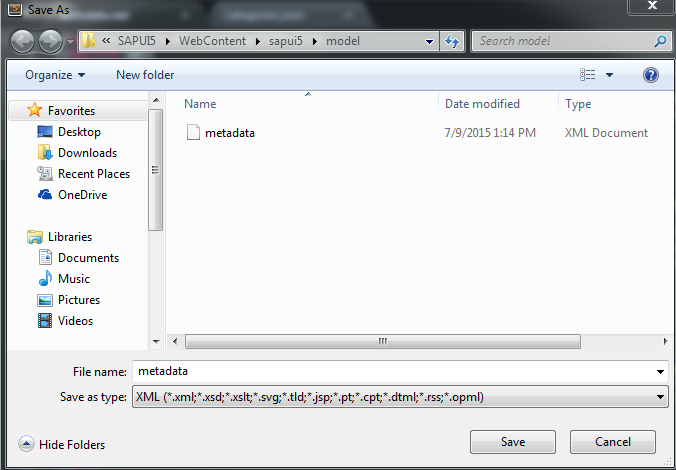 Save As
« SAPUI5 WebContent sapui5 model
Search model
Organize New folder
Name Date modified Type
metadata 7/9/2015 1:14 PM XML Document
Favorites
Desktop
Downloads
Recent Places
OneDrive
Libraries
Documents
Music
Pictures
Videos
File name: metadata
Save as type: XML (*.xml;*.xsd;*.xslt;*.svg;*.tld;*.jsp;*.pt;*.cpt;*.dtml;*.rss;*.opml)
Hide Folders
Save Cancel